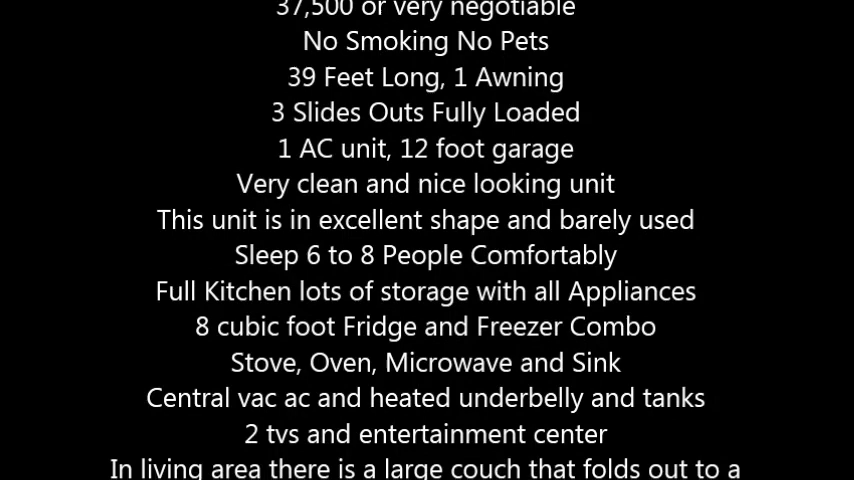 37,500 or very negotiable
No Smoking No Pets
39 Feet Long, 1 Awning
3 Slides Outs Fully Loaded
1 AC unit, 12 foot garage
Very clean and nice looking unit
This unit is in excellent shape and barely used
Sleep 6 to 8 People Comfortably
Full Kitchen lots of storage with all Appliances
8 cubic foot Fridge and Freezer Combo
Stove, Oven, Microwave and Sink
Central vac ac and heated underbelly and tanks
2 tvs and entertainment center
In living area there is a large couch that folds out to a